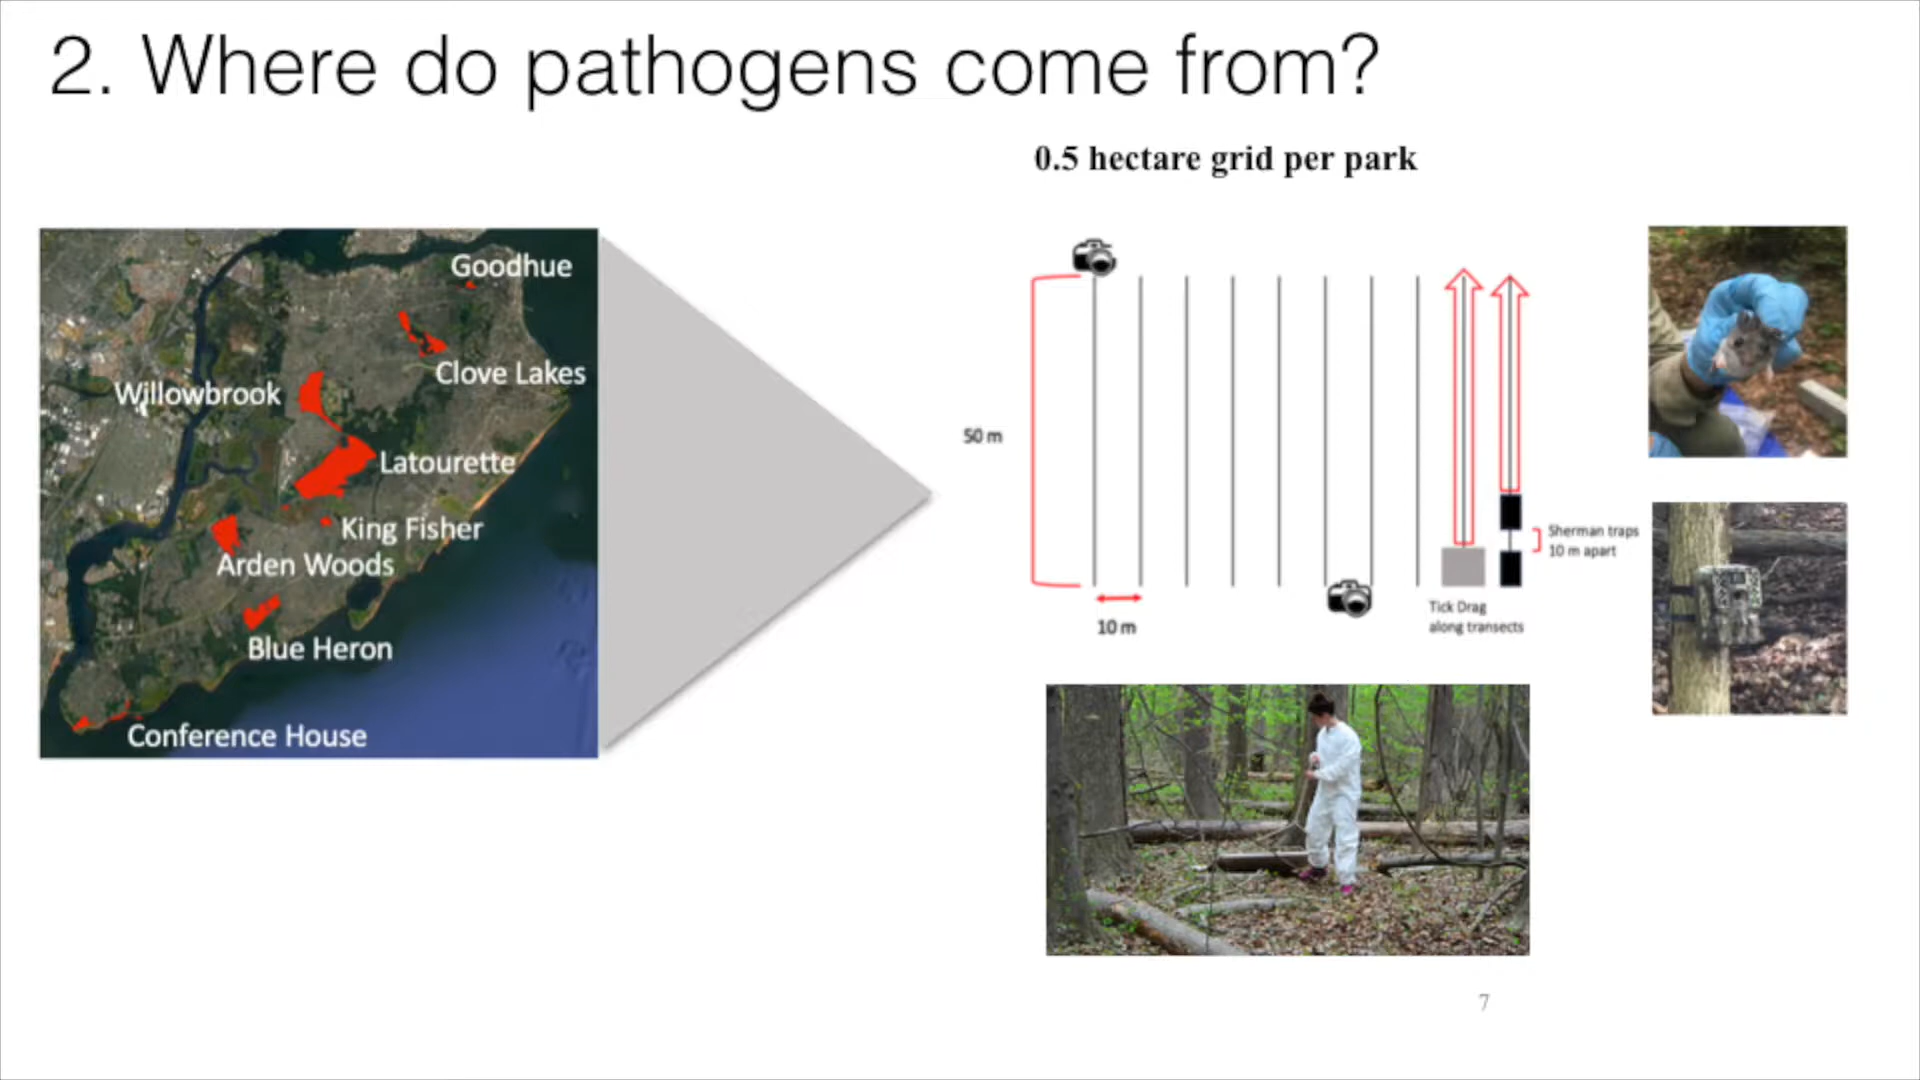 2. Where do pathogens come from?
0.5 hectare grid per park
Goodhue
Clove Lakes
Willowbrook
Latourette
King Fisher
Arden Woods
Blue Heron
Conference House
50 m
10 m
Sherman traps
10 m apart
Tick Drag
along transects
7